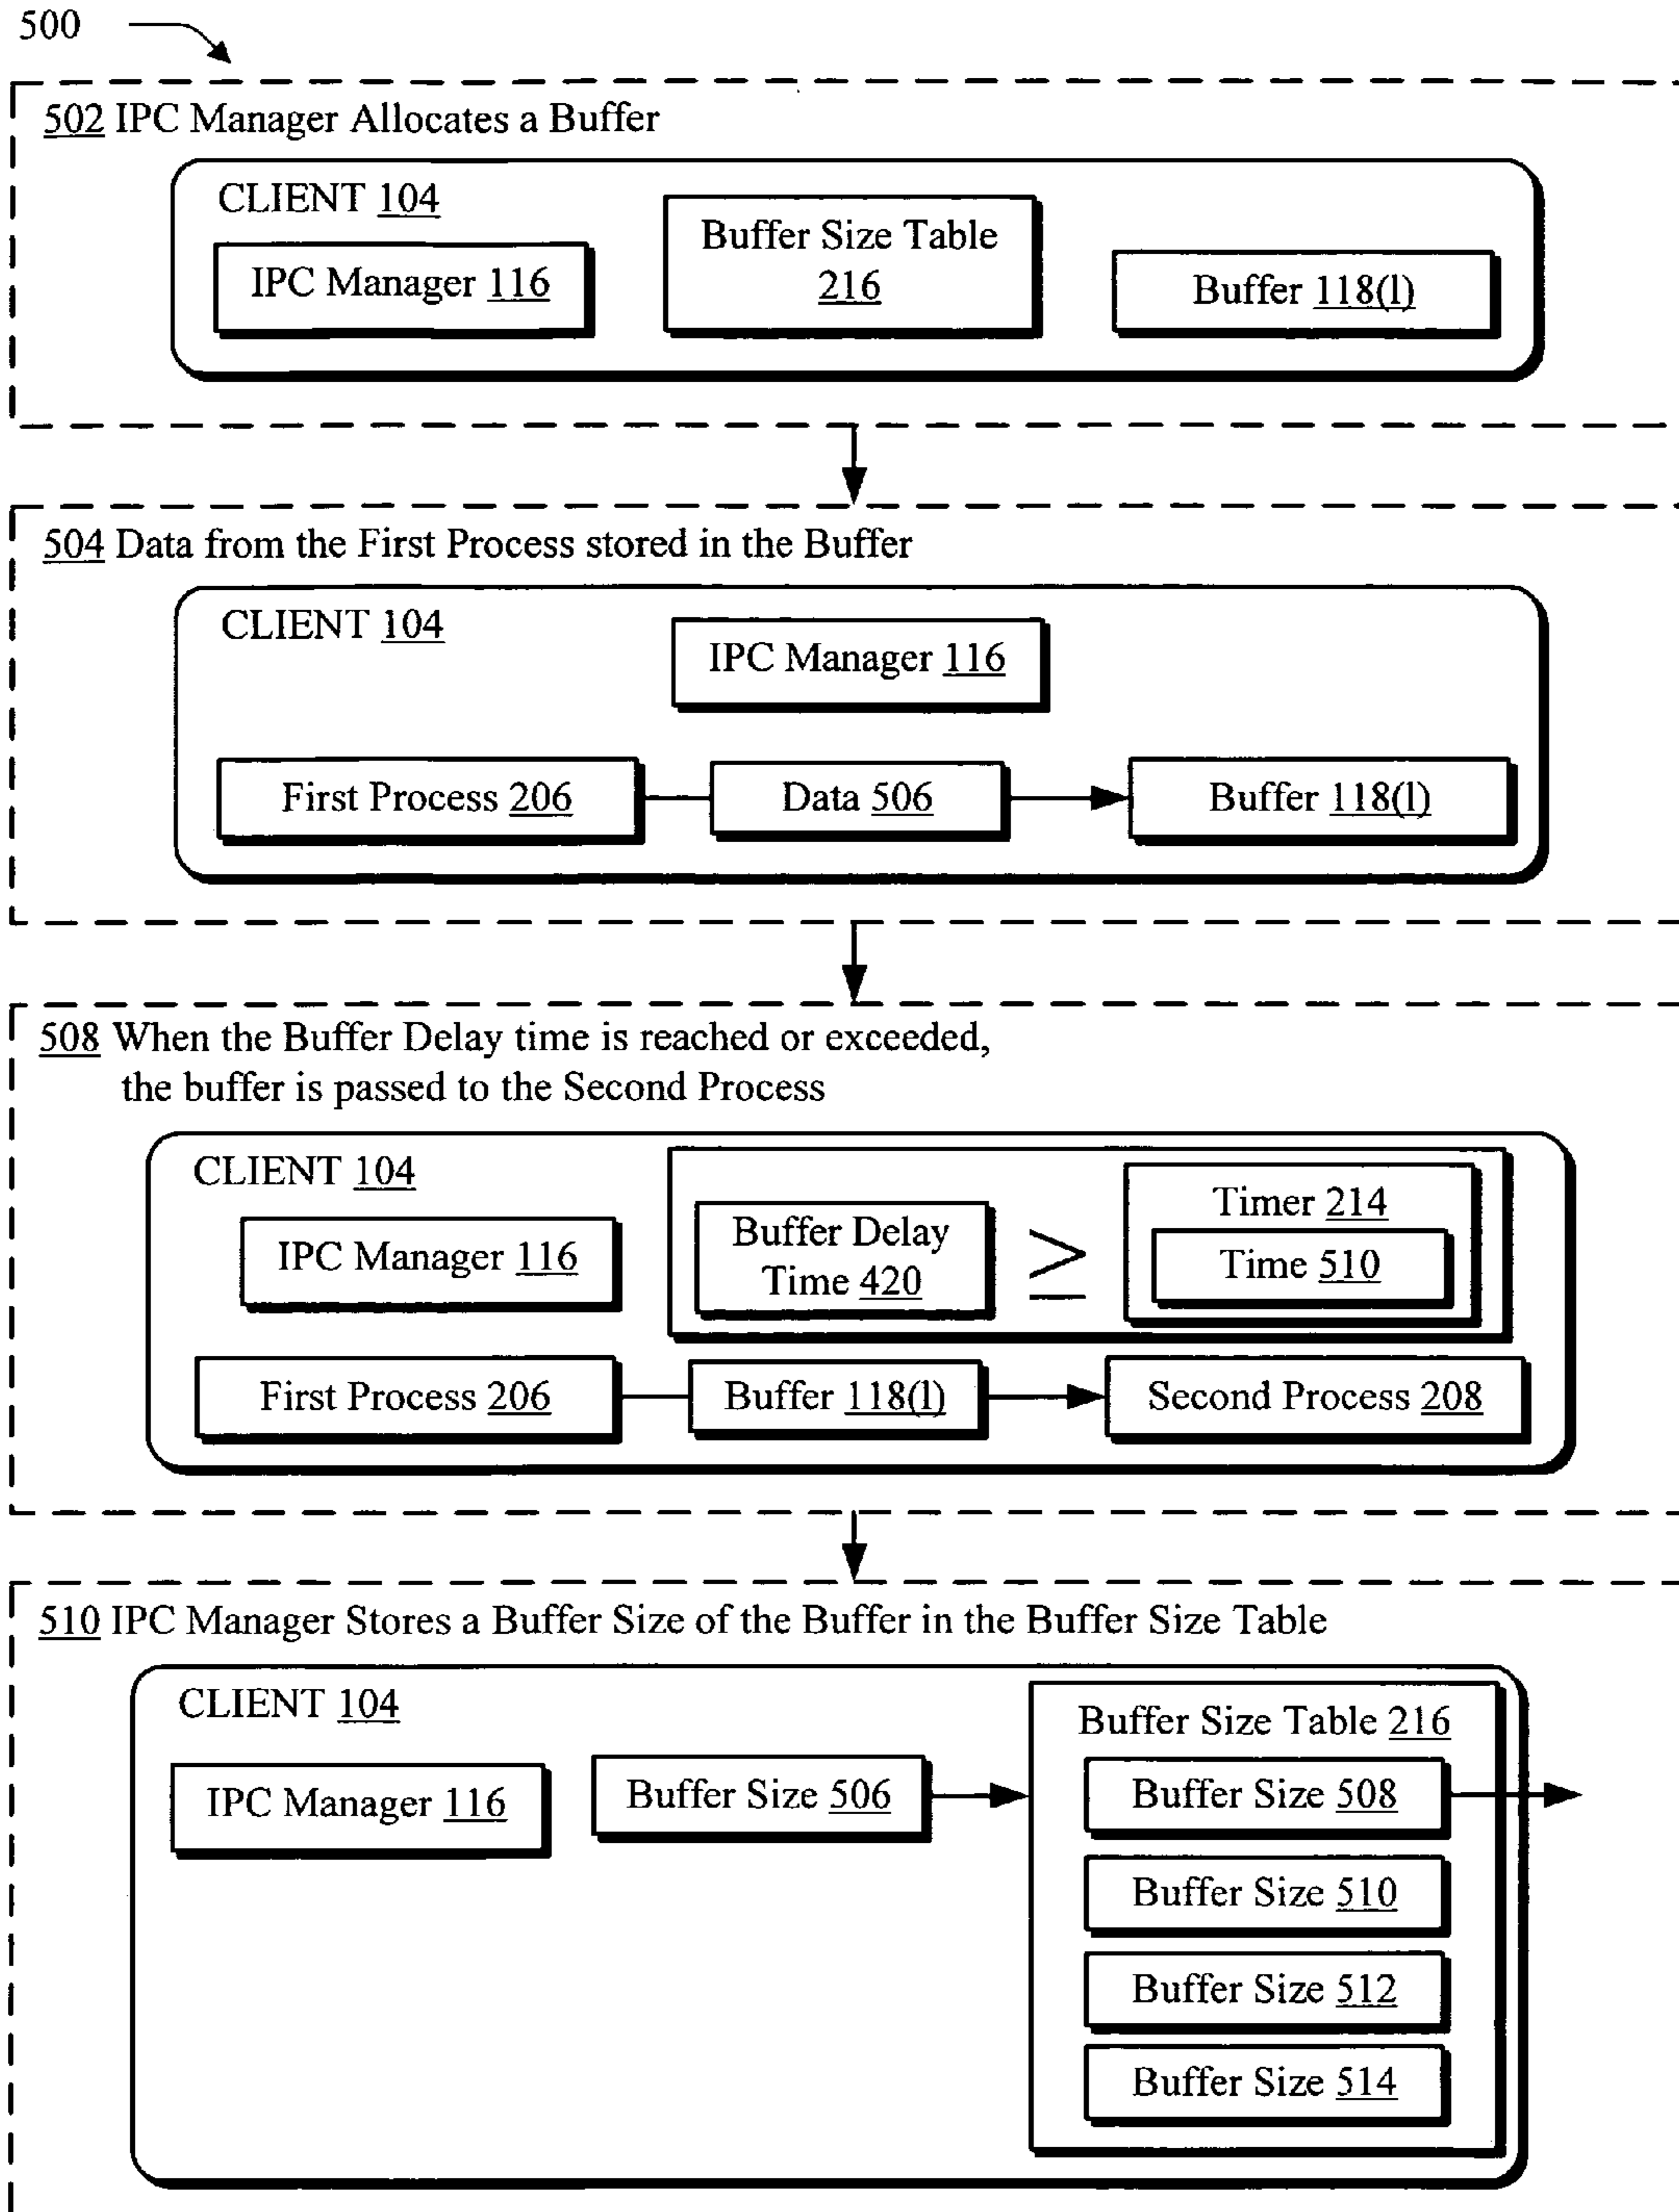 500
502 IPC Manager Allocates a Buffer
CLIENT 104
IPC Manager 116
Buffer Size Table
216
Buffer 118(l)
504 Data from the First Process stored in the Buffer
CLIENT 104
IPC Manager 116
First Process 206
Data 506
Buffer 118(l)
508 When the Buffer Delay time is reached or exceeded,
the buffer is passed to the Second Process
CLIENT 104
IPC Manager 116
Buffer Delay
Time 420
≥
Timer 214
Time 510
First Process 206
Buffer 118(l)
Second Process 208
510 IPC Manager Stores a Buffer Size of the Buffer in the Buffer Size Table
CLIENT 104
IPC Manager 116
Buffer Size 506
Buffer Size Table 216
Buffer Size 508
Buffer Size 510
Buffer Size 512
Buffer Size 514